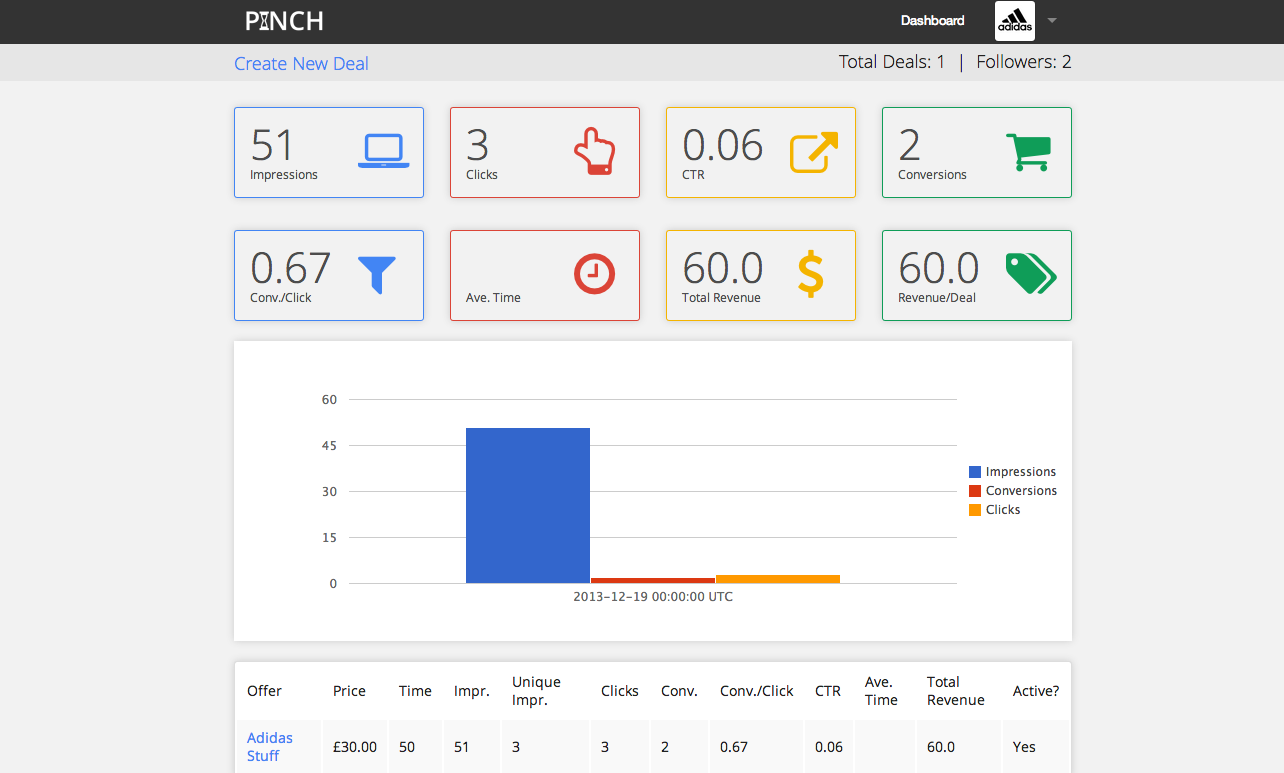 PINCH
Dashboard
adidas
Create New Deal
Total Deals: 1 | Followers: 2
51
Impressions
3
Clicks
0.06
CTR
2
Conversions
0.67
Conv./Click
Ave. Time
60.0
Total Revenue
60.0
Revenue/Deal
60
45
30
15
0
Impressions
Conversions
Clicks
2013-12-19 00:00:00 UTC
Offer Price Time Impr. Unique Impr. Clicks Conv. Conv./Click CTR Ave. Time Total Revenue Active?
Adidas Stuff £30.00 50 51 3 3 2 0.67 0.06 60.0 Yes